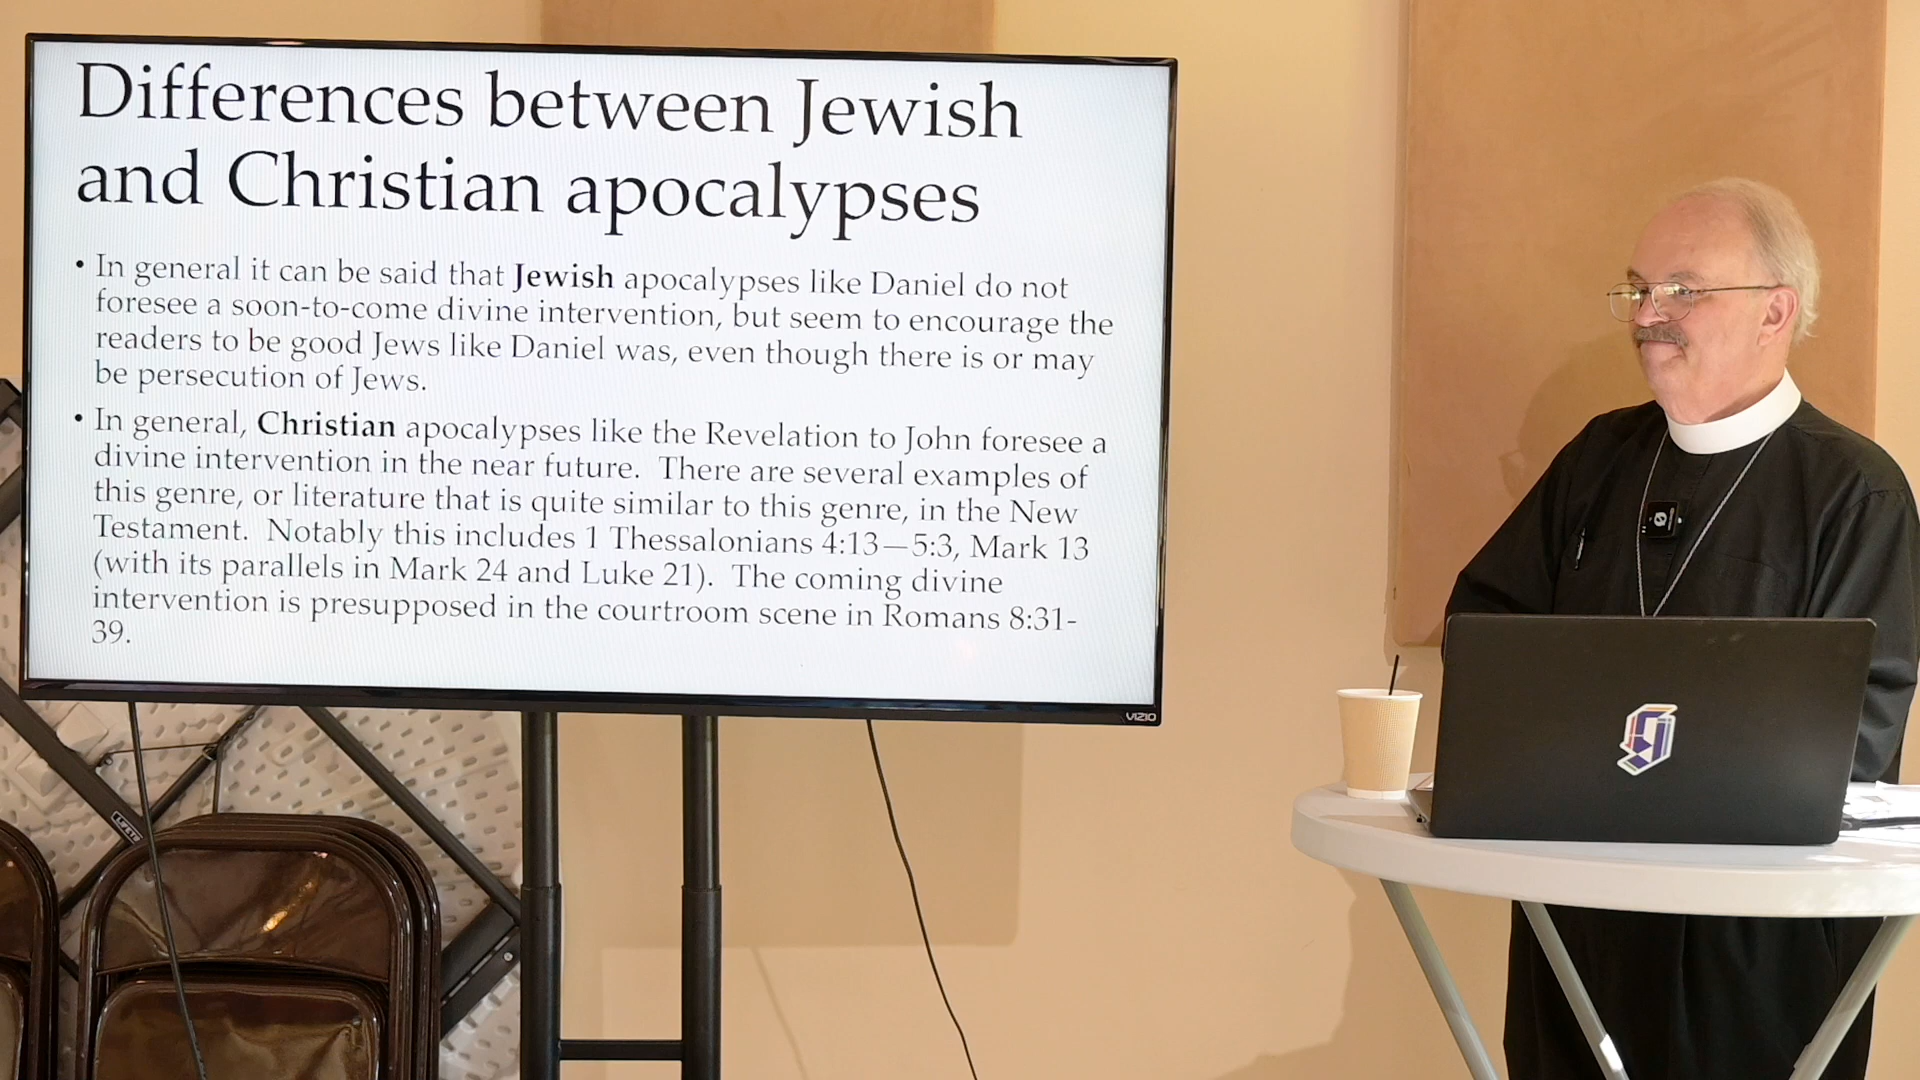 Differences between Jewish
and Christian apocalypses
• In general it can be said that Jewish apocalypses like Daniel do not
foresee a soon-to-come divine intervention, but seem to encourage the
readers to be good Jews like Daniel was, even though there is or may
be persecution of Jews.
• In general, Christian apocalypses like the Revelation to John foresee a
divine intervention in the near future. There are several examples of
this genre, or literature that is quite similar to this genre, in the New
Testament. Notably this includes 1 Thessalonians 4:13—5:3, Mark 13
(with its parallels in Mark 24 and Luke 21). The coming divine
intervention is presupposed in the courtroom scene in Romans 8:31-
39.
VIZIO